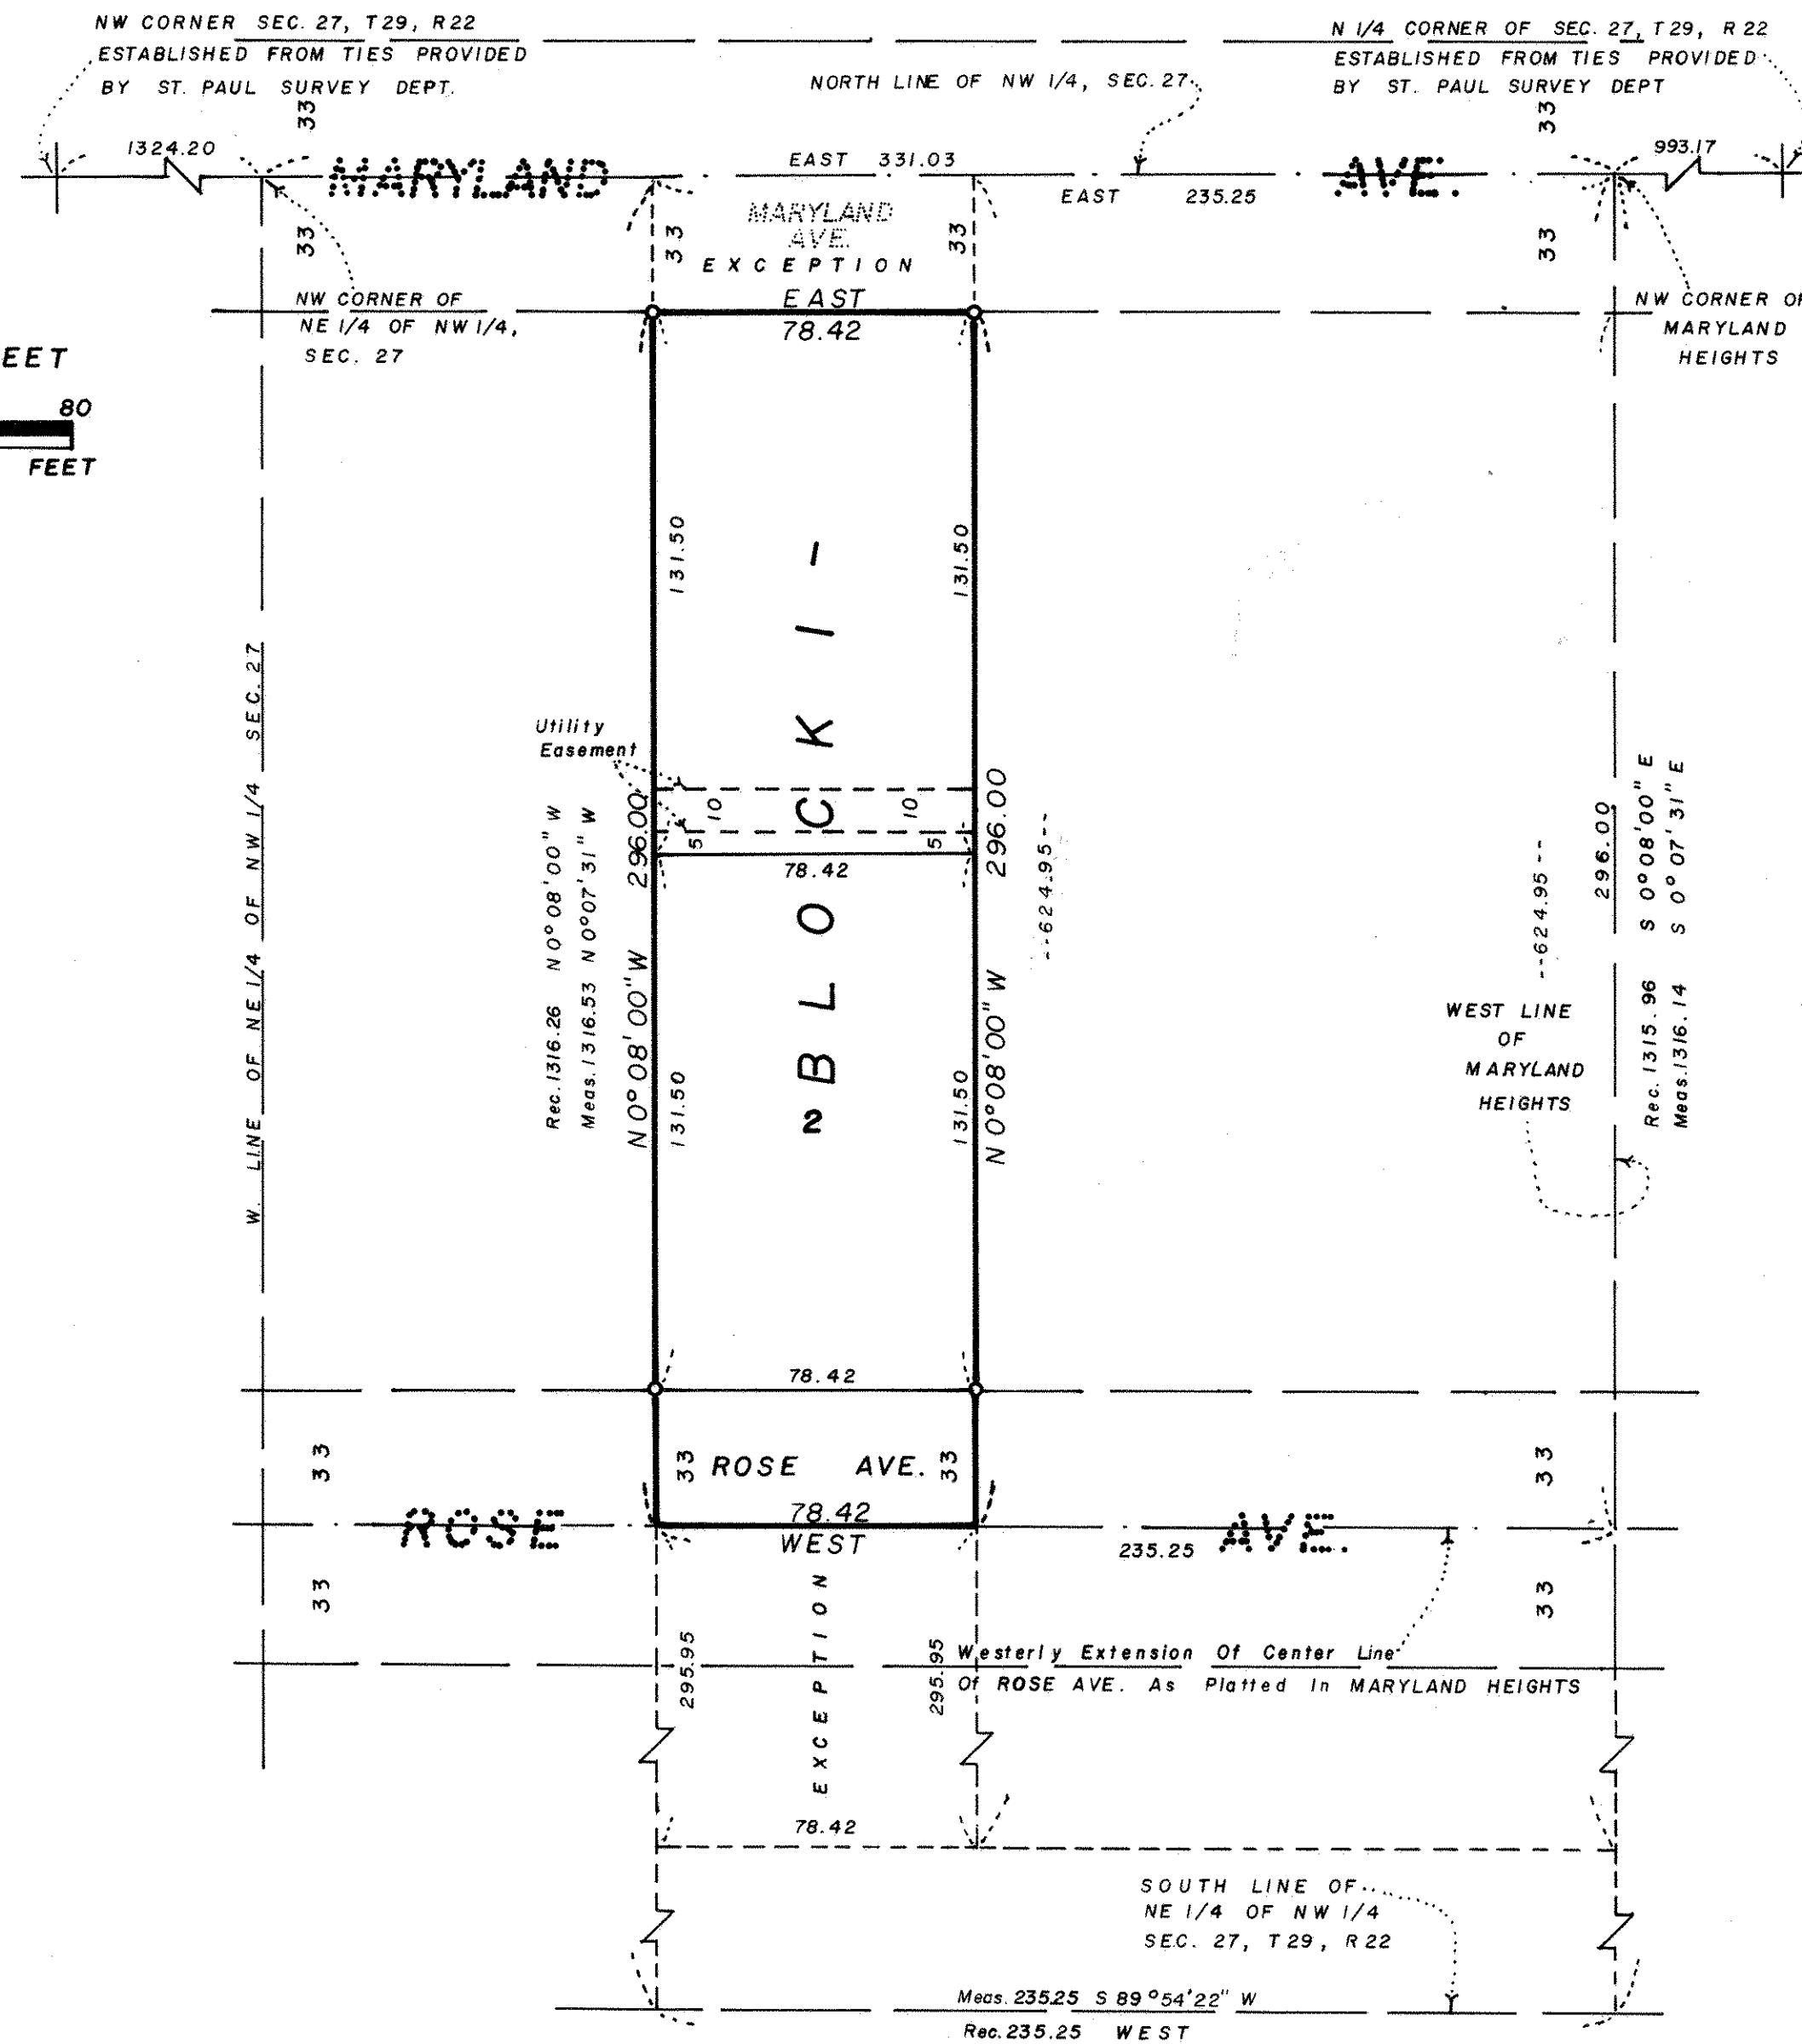 NW CORNER SEC. 27, T29, R22
ESTABLISHED FROM TIES PROVIDED
BY ST. PAUL SURVEY DEPT.
NORTH LINE OF NW 1/4, SEC. 27
N 1/4 CORNER OF SEC. 27, T29, R 22
ESTABLISHED FROM TIES PROVIDED
BY ST. PAUL SURVEY DEPT
33
33
1324.20
MARYLAND AVE.
EAST 331.03
EAST 235.25
993.17
33
33
33
33
MARYLAND
AVE.
EXCEPTION
EAST
78.42
NW CORNER OF
NE 1/4 OF NW 1/4,
SEC. 27
NW CORNER OF
MARYLAND
HEIGHTS
EET
80
FEET
131.50
131.50
BLOCK 1
1
W. LINE OF NE 1/4 OF NW 1/4 SEC. 27
Utility
Easement
10
10
5
5
78.42
Rec. 1316.26 N 0° 08' 00" W
Meas. 1316.53 N 0° 07' 31" W
N 0° 08' 00" W 296.00
N 0° 08' 00" W 296.00
--624.95--
--624.95--
296.00
Rec. 1315.96 S 0° 08' 00" E
Meas. 1316.14 S 0° 07' 31" E
WEST LINE
OF
MARYLAND
HEIGHTS
131.50
131.50
2
78.42
33
33 ROSE AVE. 33
33
ROSE AVE.
78.42
WEST
235.25
33
33
EXCEPTION
295.95
295.95
Westerly Extension Of Center Line
Of ROSE AVE. As Platted In MARYLAND HEIGHTS
78.42
SOUTH LINE OF
NE 1/4 OF NW 1/4
SEC. 27, T29, R 22
Meas. 235.25 S 89° 54' 22" W
Rec. 235.25 WEST